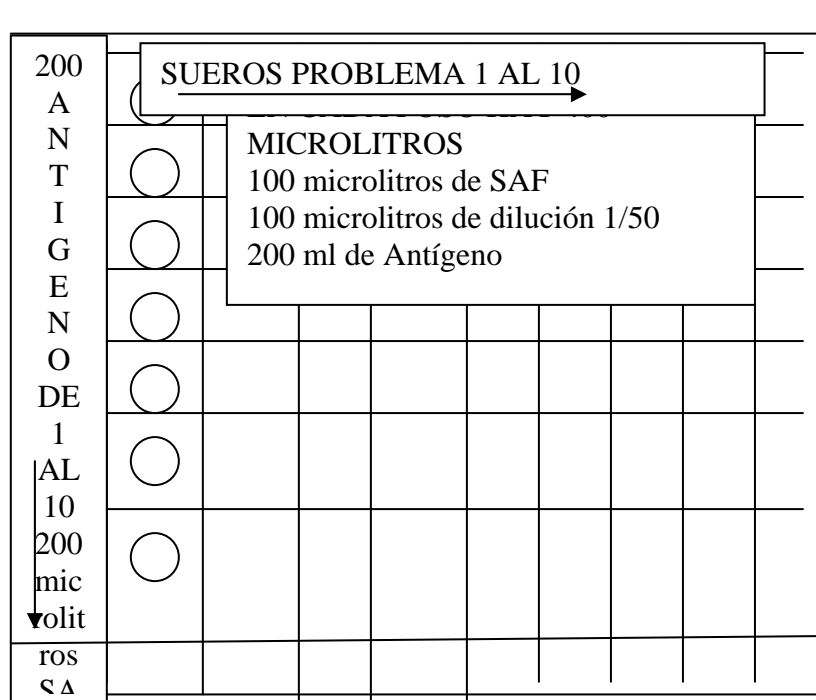 200
A
N
T
I
G
E
N
O
DE
1
AL
10
200
mic
rolit
ros
SA
SUEROS PROBLEMA 1 AL 10
MICROLITROS
100 microlitros de SAF
100 microlitros de dilución 1/50
200 ml de Antígeno